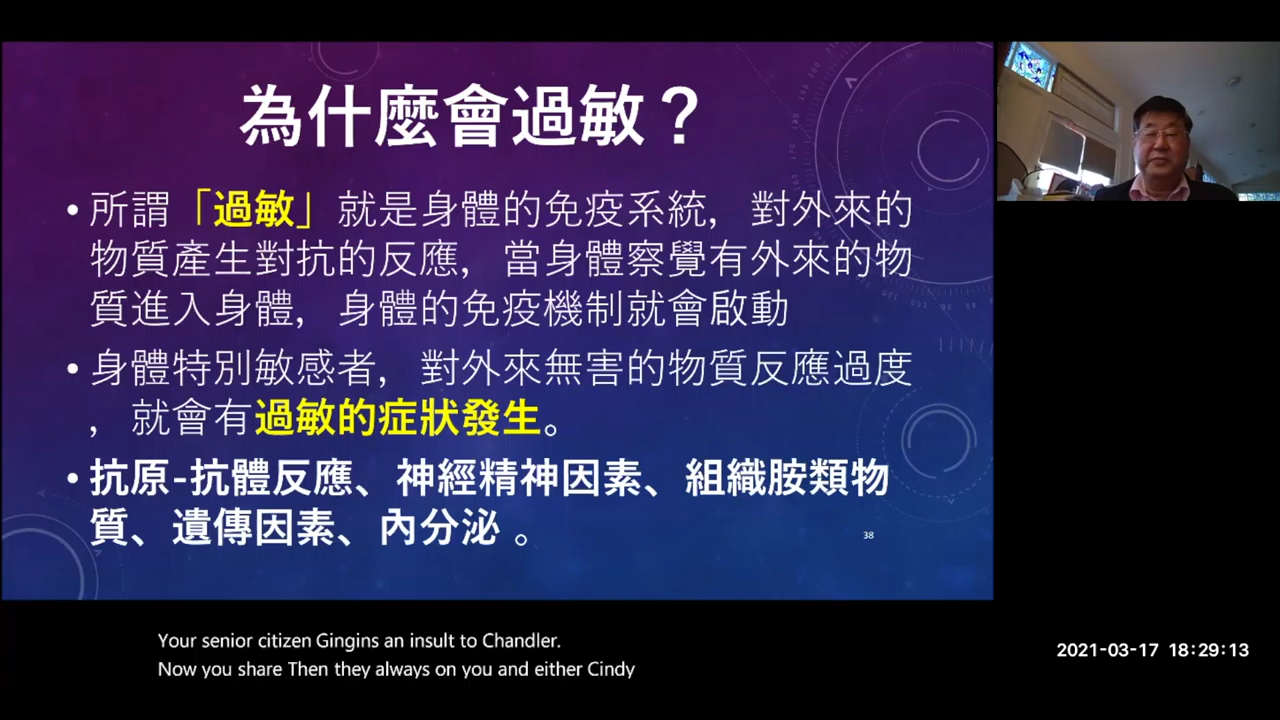 為什麼會過敏？
• 所謂「過敏」就是身體的免疫系統，對外來的
物質產生對抗的反應，當身體察覺有外來的物
質進入身體，身體的免疫機制就會啟動
• 身體特別敏感者，對外來無害的物質反應過度
，就會有過敏的症狀發生。
• 抗原-抗體反應、神經精神因素、組織胺類物
質、遺傳因素、內分泌 。
38
Your senior citizen Gingins an insult to Chandler.
Now you share Then they always on you and either Cindy
2021-03-17 18:29:13